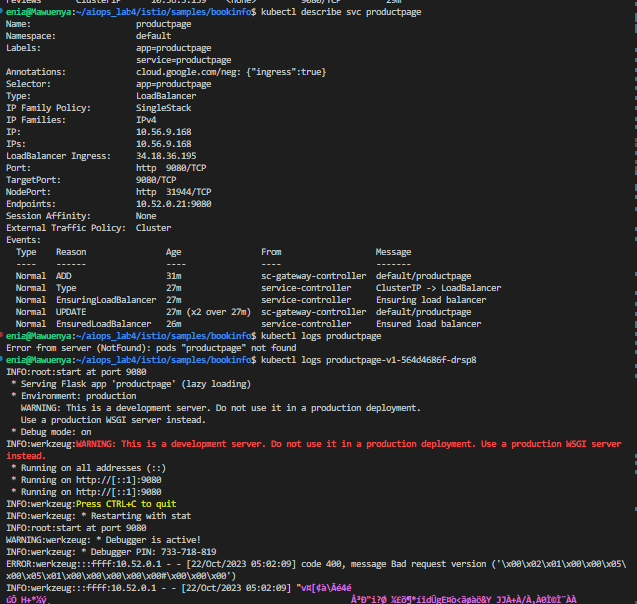 reviews ClusterIP 10.56.5.159 <none> 9080/TCP 29m
enia@Mawuenya:~/aiops_lab4/istio/samples/bookinfo$ kubectl describe svc productpage
Name: productpage
Namespace: default
Labels: app=productpage
service=productpage
Annotations: cloud.google.com/neg: {"ingress":true}
Selector: app=productpage
Type: LoadBalancer
IP Family Policy: SingleStack
IP Families: IPv4
IP: 10.56.9.168
IPs: 10.56.9.168
LoadBalancer Ingress: 34.18.36.195
Port: http 9080/TCP
TargetPort: 9080/TCP
NodePort: http 31944/TCP
Endpoints: 10.52.0.21:9080
Session Affinity: None
External Traffic Policy: Cluster
Events:
Type Reason Age From Message
---- ------ ---- ---- -------
Normal ADD 31m sc-gateway-controller default/productpage
Normal Type 27m service-controller ClusterIP -> LoadBalancer
Normal EnsuringLoadBalancer 27m service-controller Ensuring load balancer
Normal UPDATE 27m (x2 over 27m) sc-gateway-controller default/productpage
Normal EnsuredLoadBalancer 26m service-controller Ensured load balancer
enia@Mawuenya:~/aiops_lab4/istio/samples/bookinfo$ kubectl logs productpage
Error from server (NotFound): pods "productpage" not found
enia@Mawuenya:~/aiops_lab4/istio/samples/bookinfo$ kubectl logs productpage-v1-564d4686f-drsp8
INFO:root:start at port 9080
* Serving Flask app 'productpage' (lazy loading)
* Environment: production
WARNING: This is a development server. Do not use it in a production deployment.
Use a production WSGI server instead.
* Debug mode: on
INFO:werkzeug:WARNING: This is a development server. Do not use it in a production deployment. Use a production WSGI server
instead.
* Running on all addresses (::)
* Running on http://[::1]:9080
* Running on http://[::1]:9080
INFO:werkzeug:Press CTRL+C to quit
INFO:werkzeug: * Restarting with stat
INFO:root:start at port 9080
WARNING:werkzeug: * Debugger is active!
INFO:werkzeug: * Debugger PIN: 733-718-819
ERROR:werkzeug:::ffff:10.52.0.1 - - [22/Oct/2023 05:02:09] code 400, message Bad request version ('\x00\x02\x01\x00\x00\x05\
x00\x05\x01\x00\x00\x00\x00\x00#\x00\x00\x00')
INFO:werkzeug:::ffff:10.52.0.1 - - [22/Oct/2023 05:02:09]